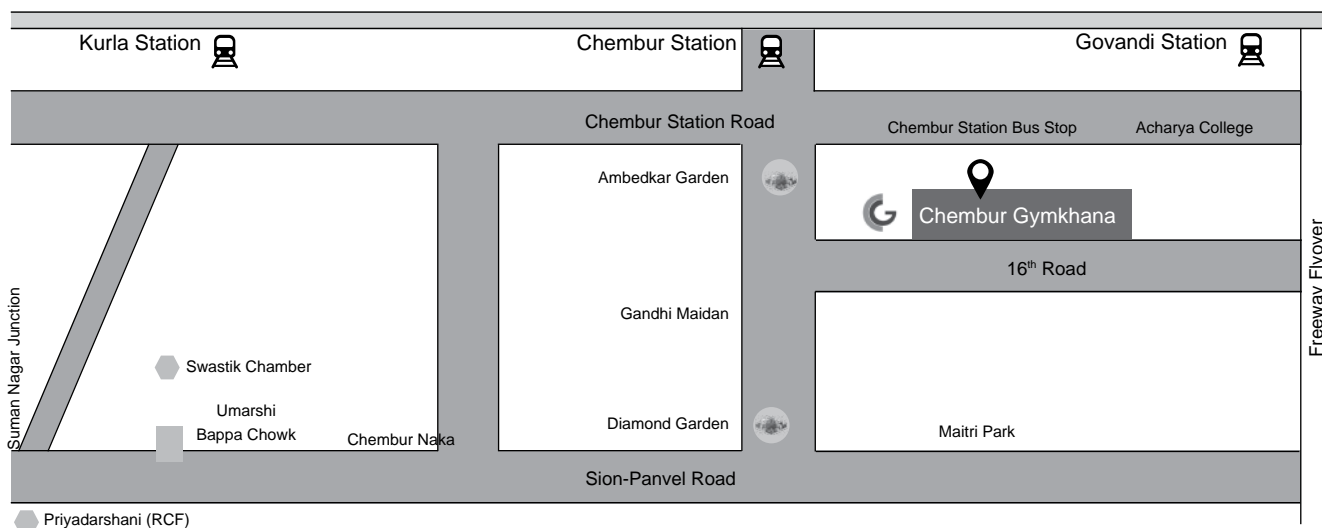 Kurla Station
Chembur Station
Govandi Station
Chembur Station Road
Chembur Station Bus Stop
Acharya College
Ambedkar Garden
Chembur Gymkhana
16th Road
Freeway Flyover
Suman Nagar Junction
Gandhi Maidan
Swastik Chamber
Umarshi
Bappa Chowk
Chembur Naka
Diamond Garden
Maitri Park
Sion-Panvel Road
Priyadarshani (RCF)